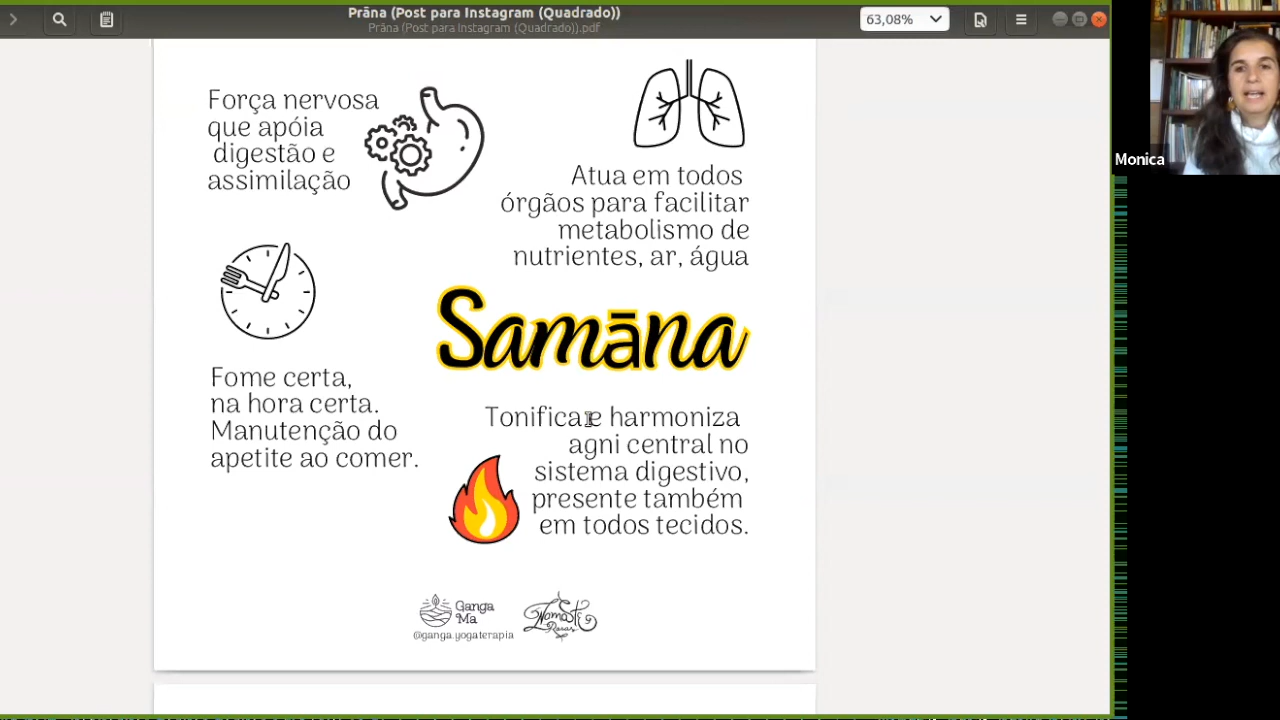 Prāna (Post para Instagram (Quadrado))
Prāna (Post para Instagram (Quadrado)).pdf
63,08%
Monica
Força nervosa
que apóia
digestão e
assimilação
Atua em todos
órgãos para facilitar
metabolismo de
nutrientes, ar, água
Samāna
Fome certa,
na hora certa.
Manutenção do
apetite ao comer.
Tonifica e harmoniza
agni central no
sistema digestivo,
presente também
em todos tecidos.
Ganga
Ma
@ganga.yogaterapia